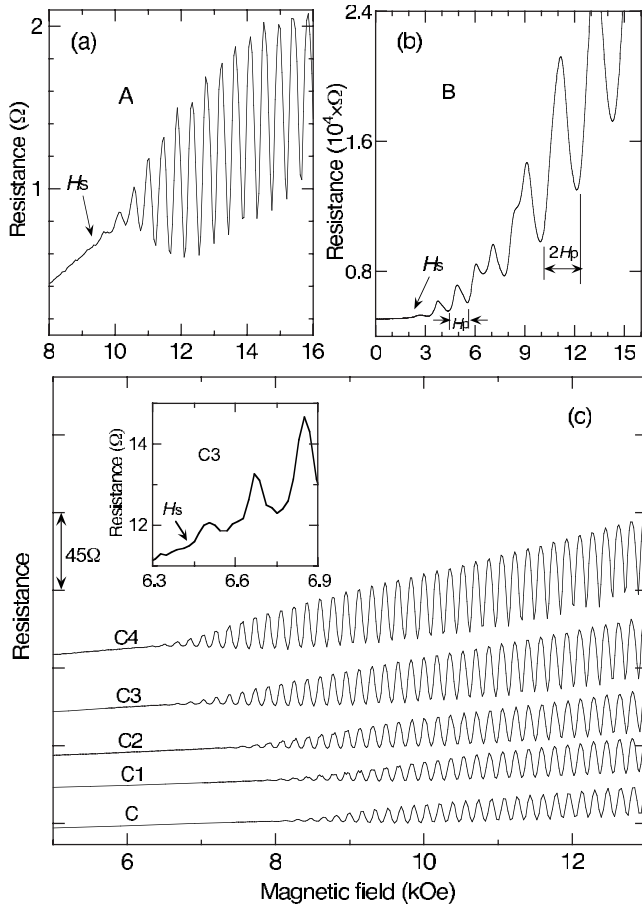 (a)
A
Hs
Resistance (Ω)
2
1
8 10 12 14 16
(b)
B
Hs
2Hp
Hp
Resistance (10⁴×Ω)
2.4
1.6
0.8
0 3 6 9 12 15
(c)
C3
Hs
Resistance (Ω)
14
12
6.3 6.6 6.9
45Ω
Resistance
C4
C3
C2
C1
C
6 8 10 12
Magnetic field (kOe)